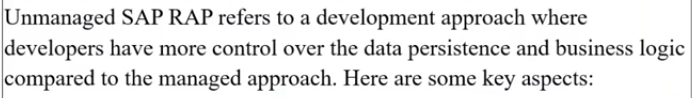 Unmanaged SAP RAP refers to a development approach where
developers have more control over the data persistence and business logic
compared to the managed approach. Here are some key aspects: